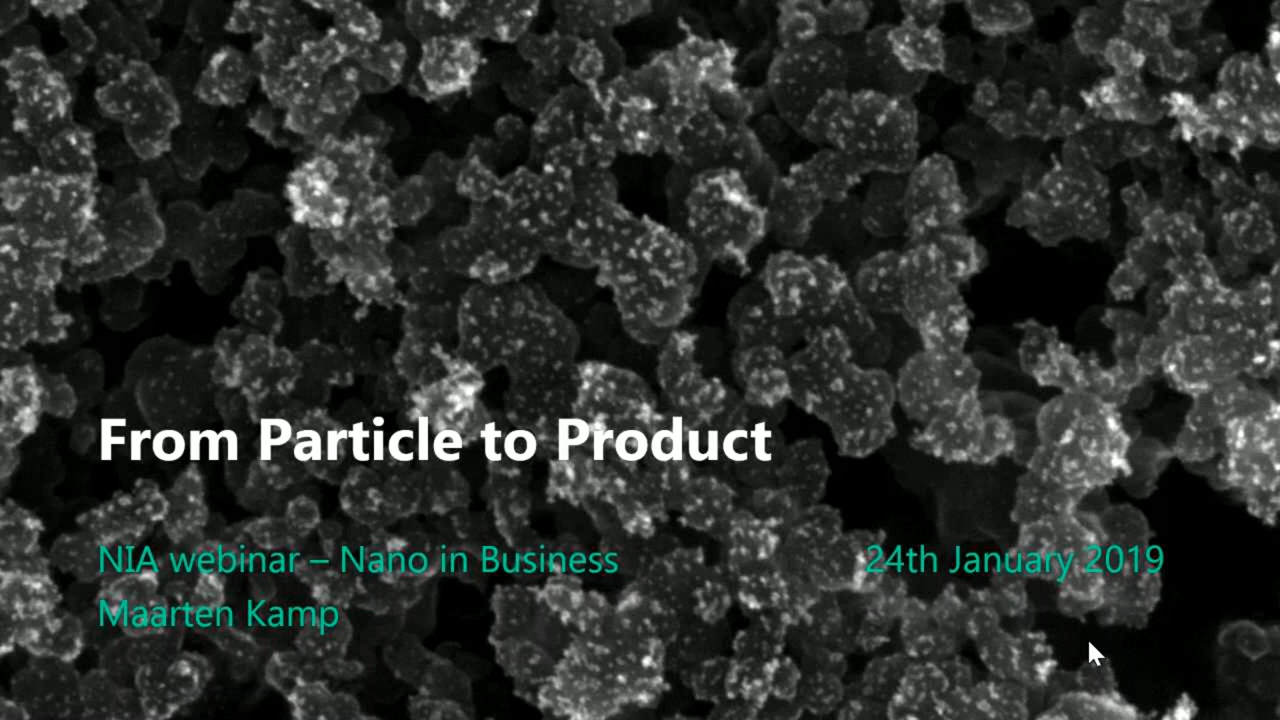 From Particle to Product
NIA webinar – Nano in Business 24th January 2019
Maarten Kamp